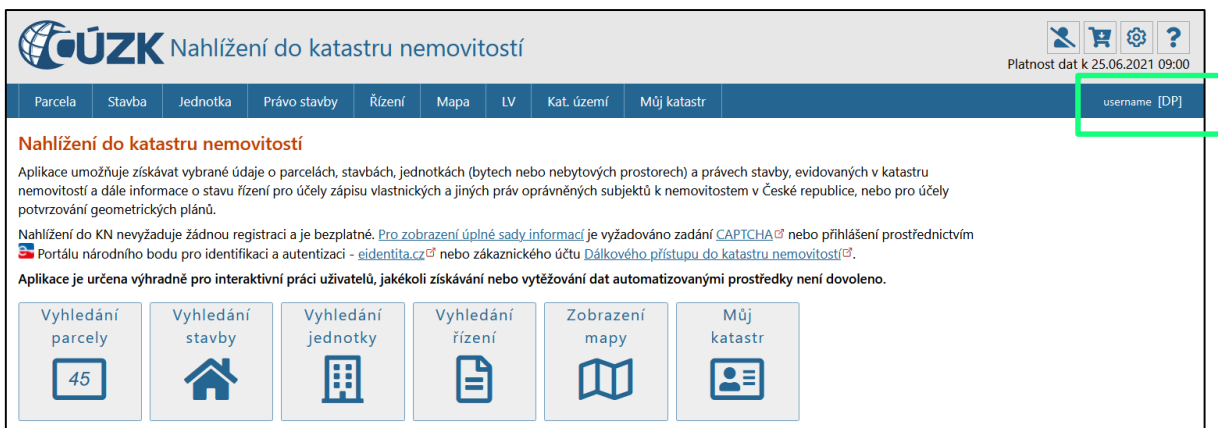 ČÚZK Nahlížení do katastru nemovitostí
Platnost dat k 25.06.2021 09:00
Parcela Stavba Jednotka Právo stavby Řízení Mapa LV Kat. území Můj katastr username [DP]
Nahlížení do katastru nemovitostí
Aplikace umožňuje získávat vybrané údaje o parcelách, stavbách, jednotkách (bytech nebo nebytových prostorech) a právech stavby, evidovaných v katastru
nemovitostí a dále informace o stavu řízení pro účely zápisu vlastnických a jiných práv oprávněných subjektů k nemovitostem v České republice, nebo pro účely
potvrzování geometrických plánů.
Nahlížení do KN nevyžaduje žádnou registraci a je bezplatné. Pro zobrazení úplné sady informací je vyžadováno zadání CAPTCHA nebo přihlášení prostřednictvím
Portálu národního bodu pro identifikaci a autentizaci - eidentita.cz nebo zákaznického účtu Dálkového přístupu do katastru nemovitostí.
Aplikace je určena výhradně pro interaktivní práci uživatelů, jakékoli získávání nebo vytěžování dat automatizovanými prostředky není dovoleno.
Vyhledání Vyhledání Vyhledání Vyhledání Zobrazení Můj
parcely stavby jednotky řízení mapy katastr
45